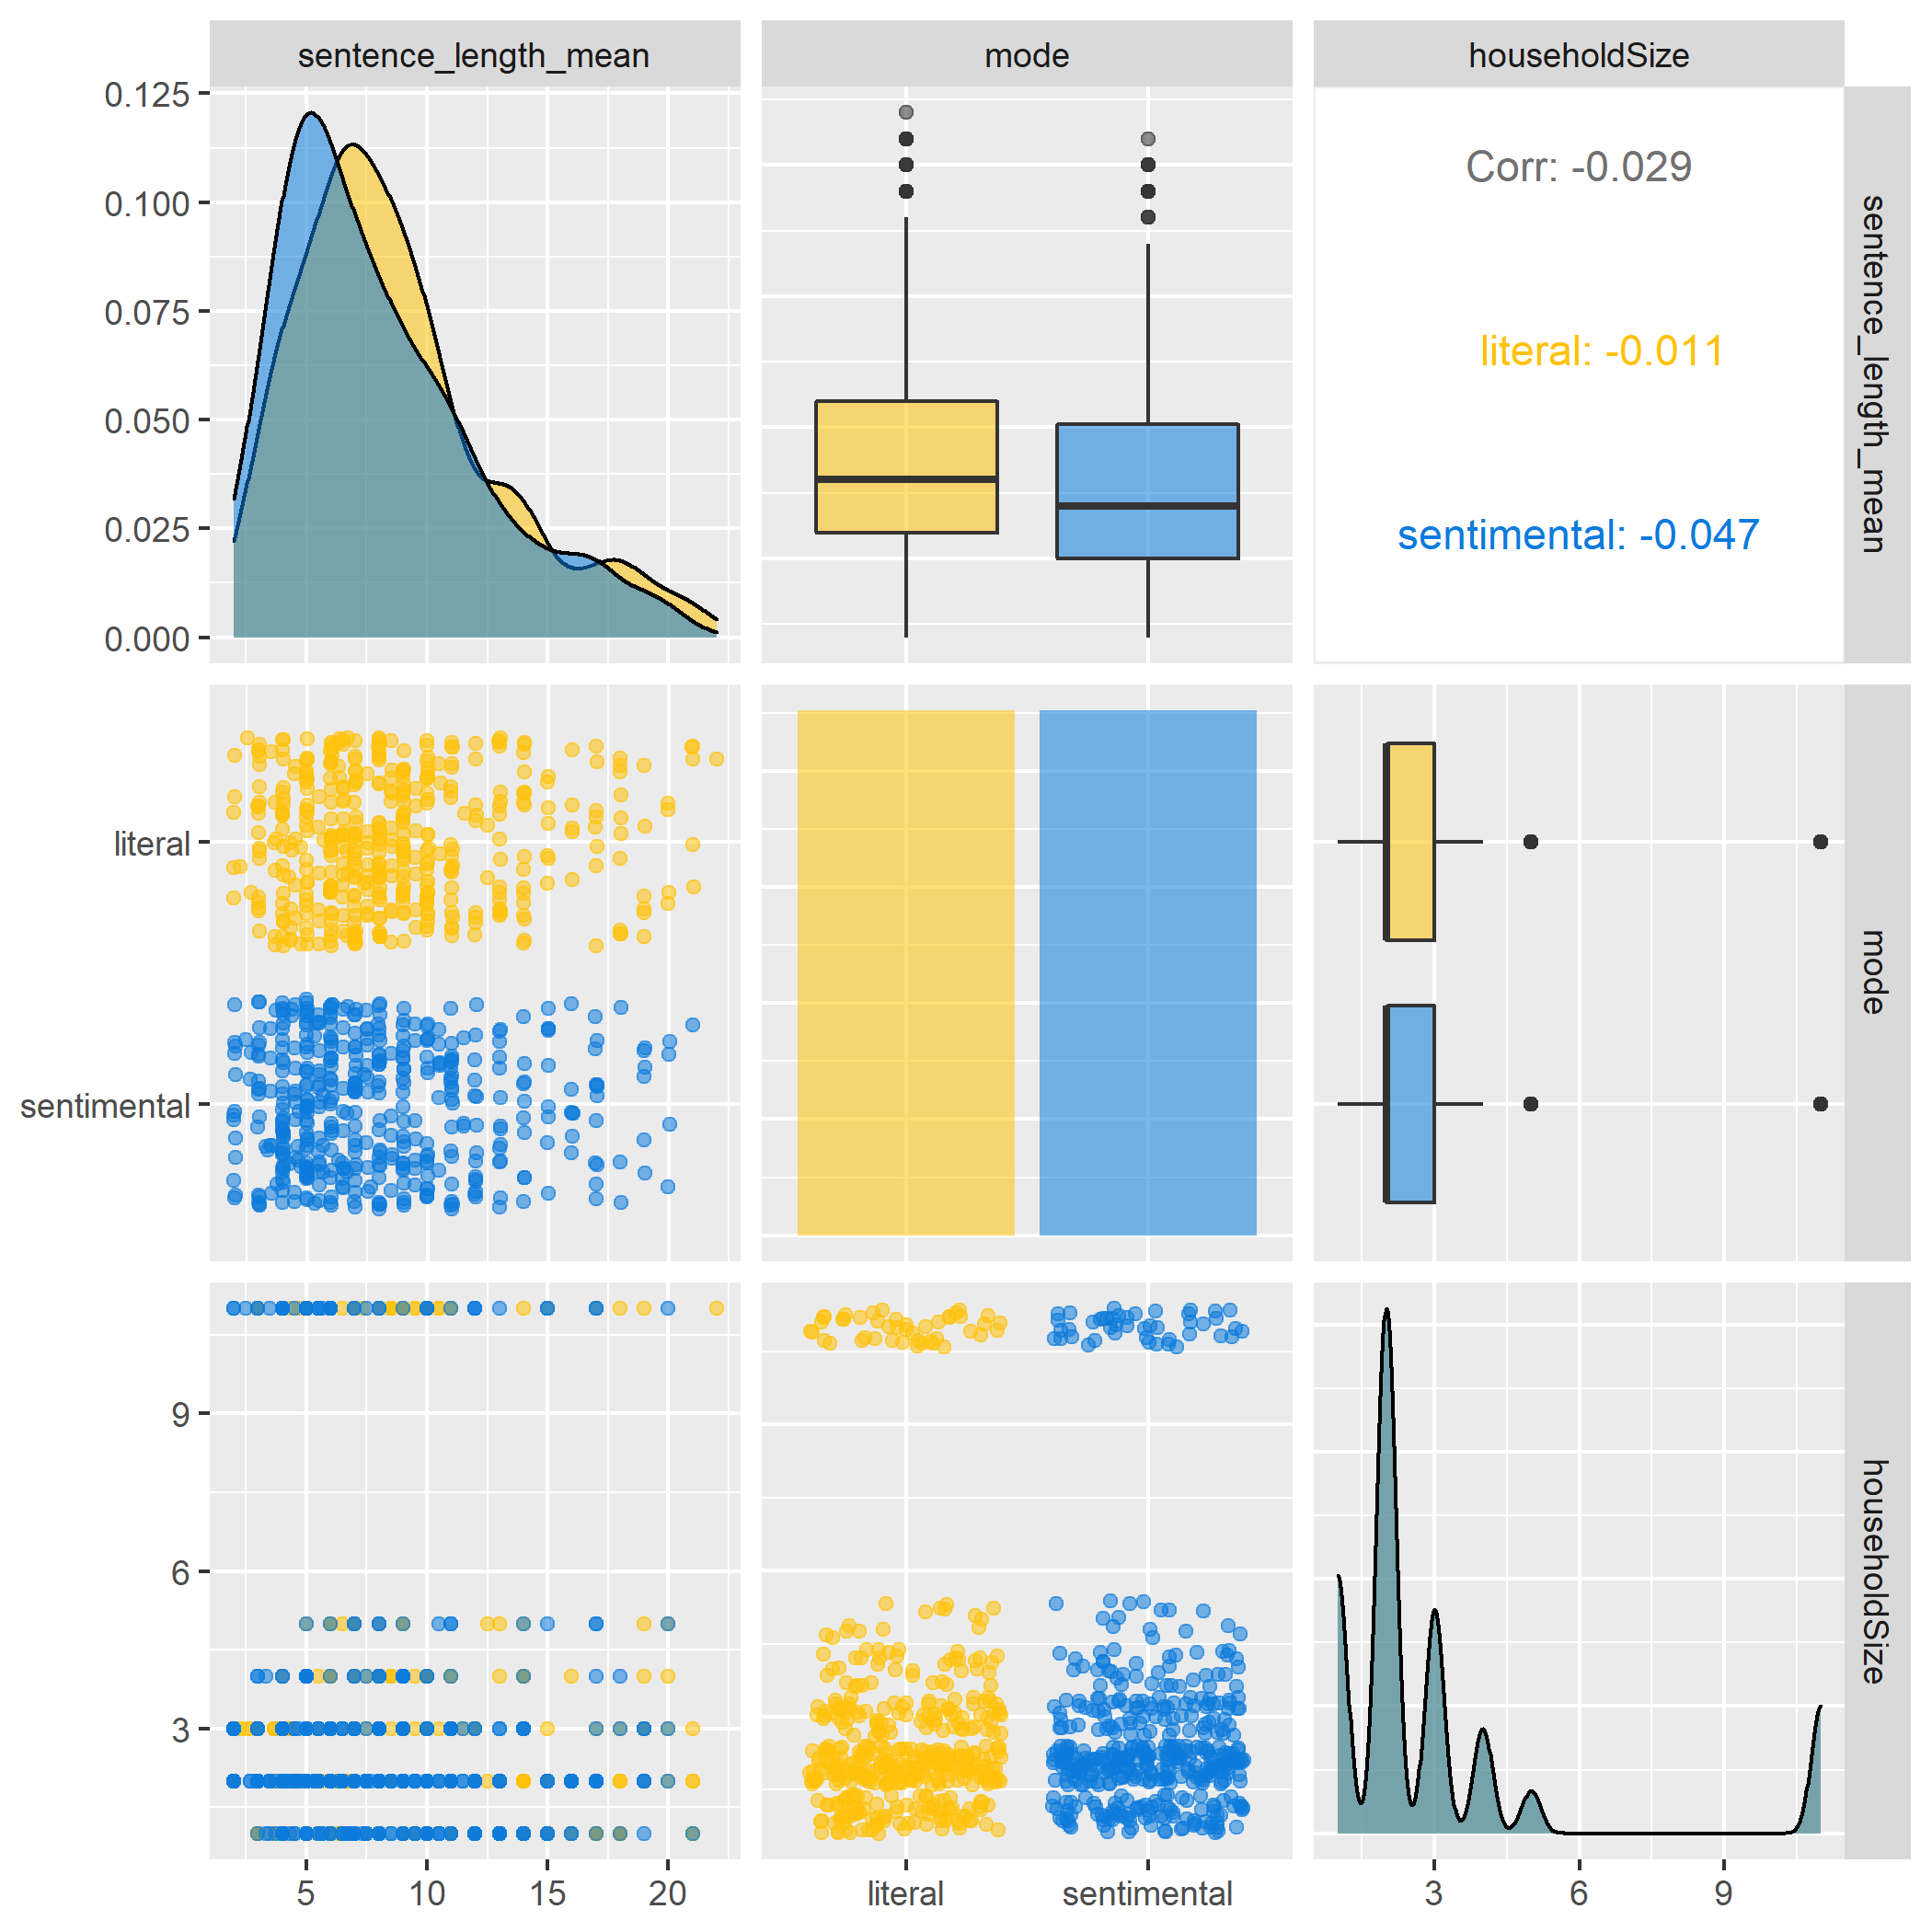 sentence_length_mean
mode
householdSize
0.125
0.100
0.075
0.050
0.025
0.000
Corr: -0.029
literal: -0.011
sentimental: -0.047
sentence_length_mean
literal
sentimental
mode
9
6
3
householdSize
5 10 15 20
literal sentimental
3 6 9